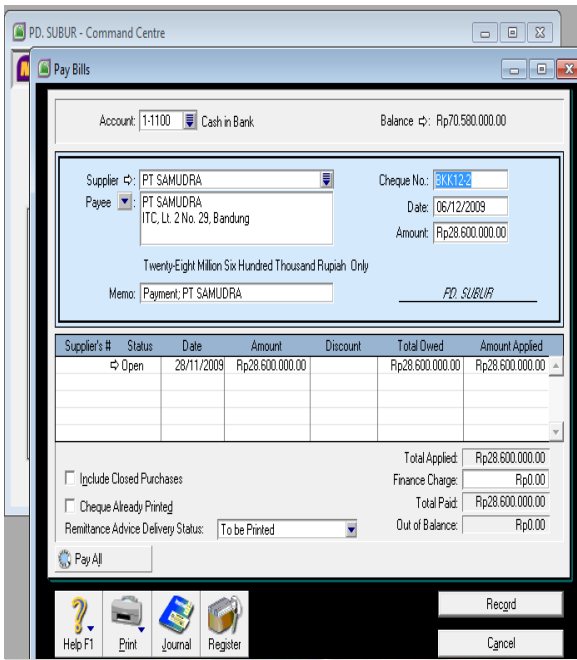 PD. SUBUR - Command Centre
Pay Bills
Account: 1-1100 Cash in Bank Balance ⇨: Rp70.580.000.00
Supplier ⇨: PT SAMUDRA Cheque No.: BKK12-2
Payee : PT SAMUDRA Date: 06/12/2009
ITC, Lt. 2 No. 29, Bandung Amount: Rp28.600.000.00
Twenty-Eight Million Six Hundred Thousand Rupiah Only
Memo: Payment; PT SAMUDRA PD. SUBUR
Supplier's # Status Date Amount Discount Total Owed Amount Applied
⇨ Open 28/11/2009 Rp28.600.000.00 Rp28.600.000.00 Rp28.600.000.00
Total Applied: Rp28.600.000.00
Include Closed Purchases Finance Charge: Rp0.00
Cheque Already Printed Total Paid: Rp28.600.000.00
Remittance Advice Delivery Status: To be Printed Out of Balance: Rp0.00
Pay All
Help F1 Print Journal Register
Record
Cancel